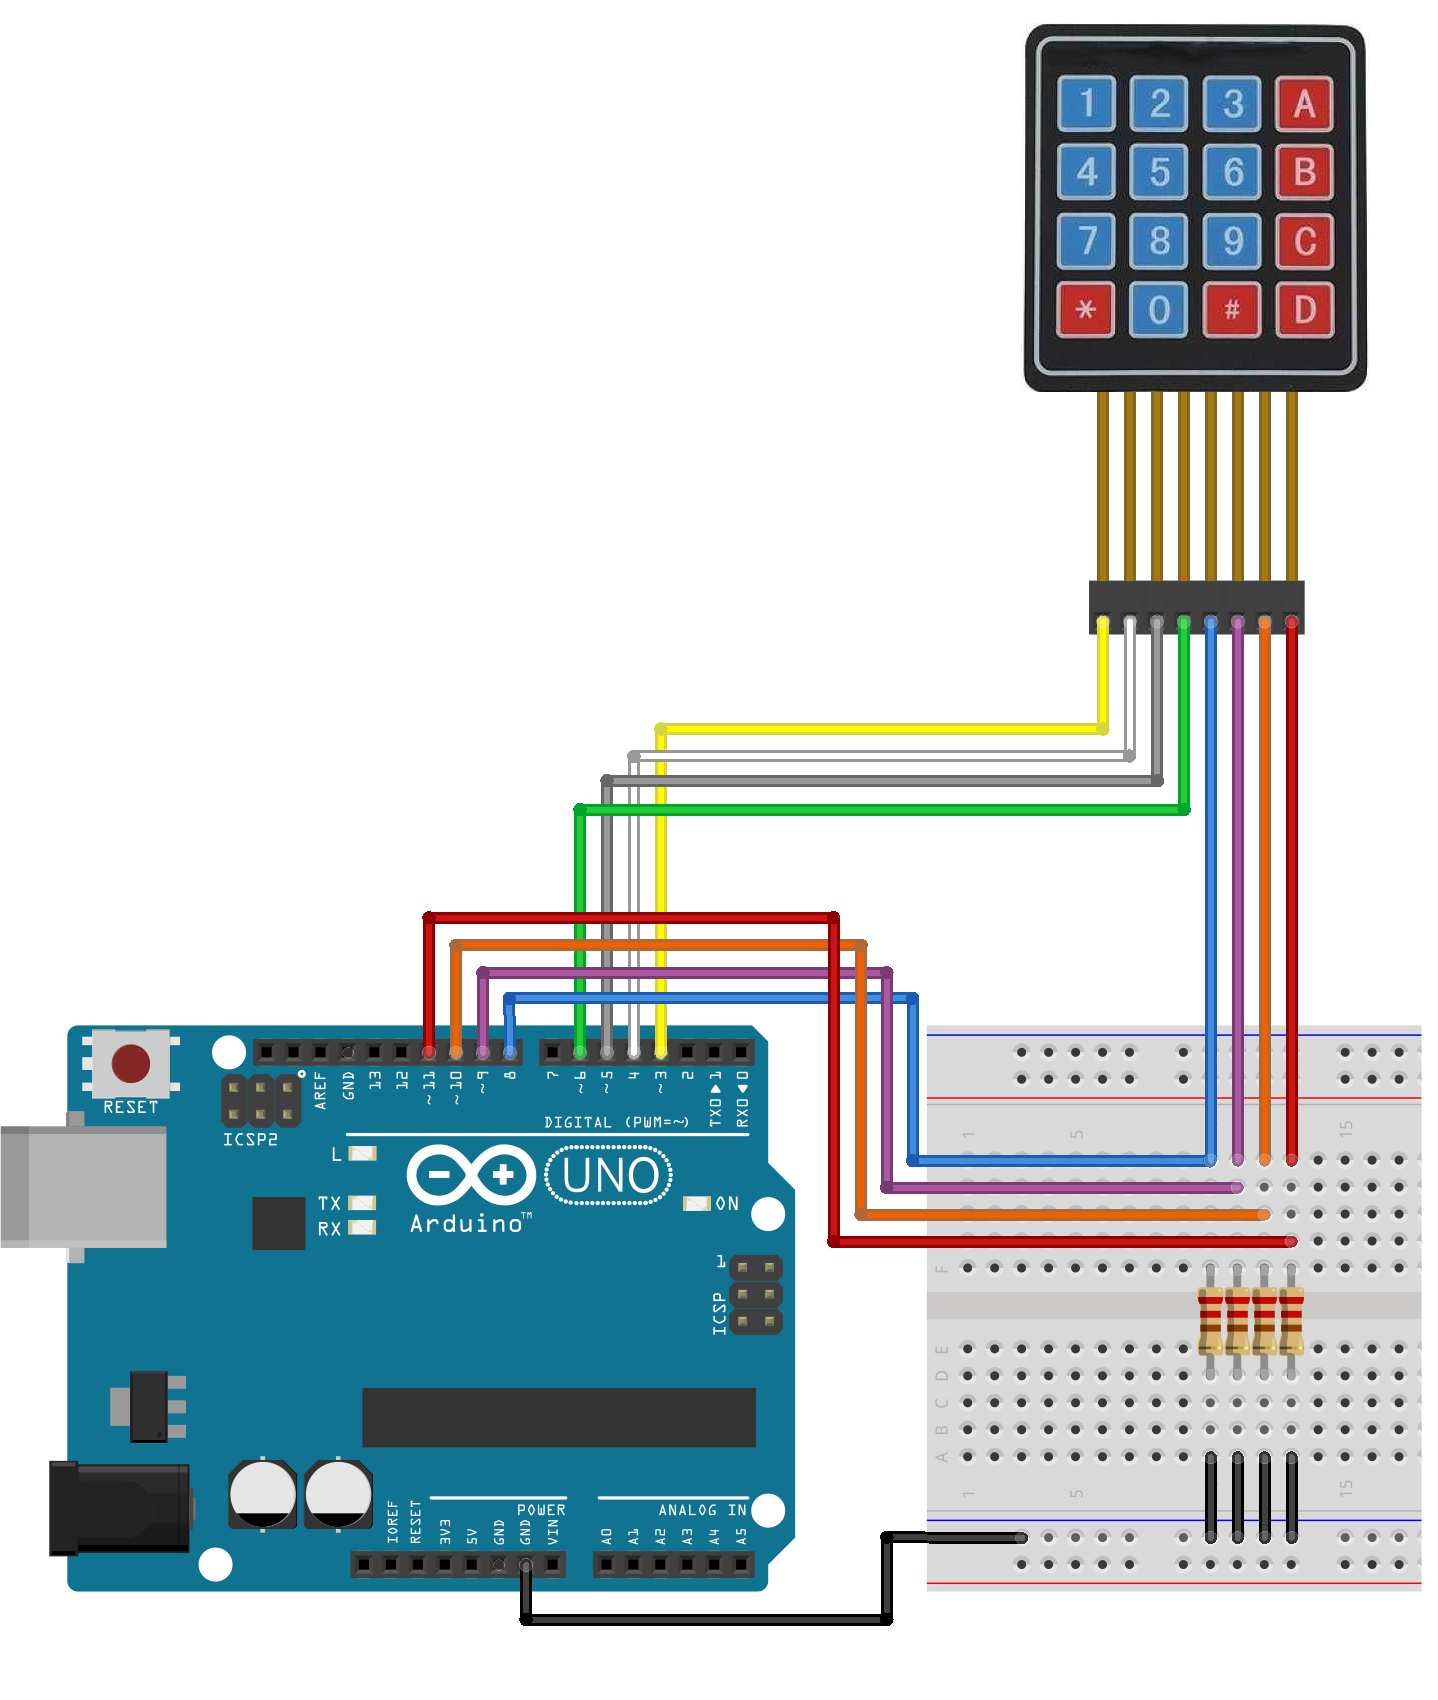 1 2 3 A
4 5 6 B
7 8 9 C
* 0 # D
RESET
ICSP2
AREF
GND
13
12
~11
~10
~9
8
7
~6
~5
4
~3
2
TX0▶1
RX0◀0
DIGITAL (PWM=~)
L
TX
RX
Arduino™
UNO
ON
1
ICSP
IOREF
RESET
3V3
5V
GND
GND
VIN
POWER
ANALOG IN
A0
A1
A2
A3
A4
A5
1 5 15
F
E
D
C
B
A
1 5 15